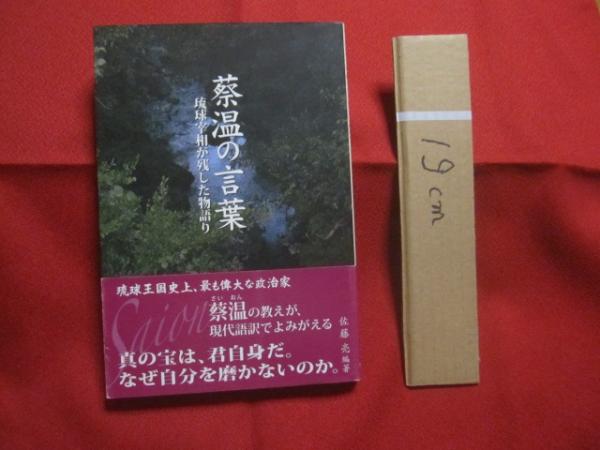 蔡温の言葉
琉球宰相が残した物語り
琉球王国史上、最も偉大な政治家
さい おん
蔡温の教えが、
現代語訳でよみがえる
佐藤 亮 編著
Saion
真の宝は、君自身だ。
なぜ自分を磨かないのか。
19cm